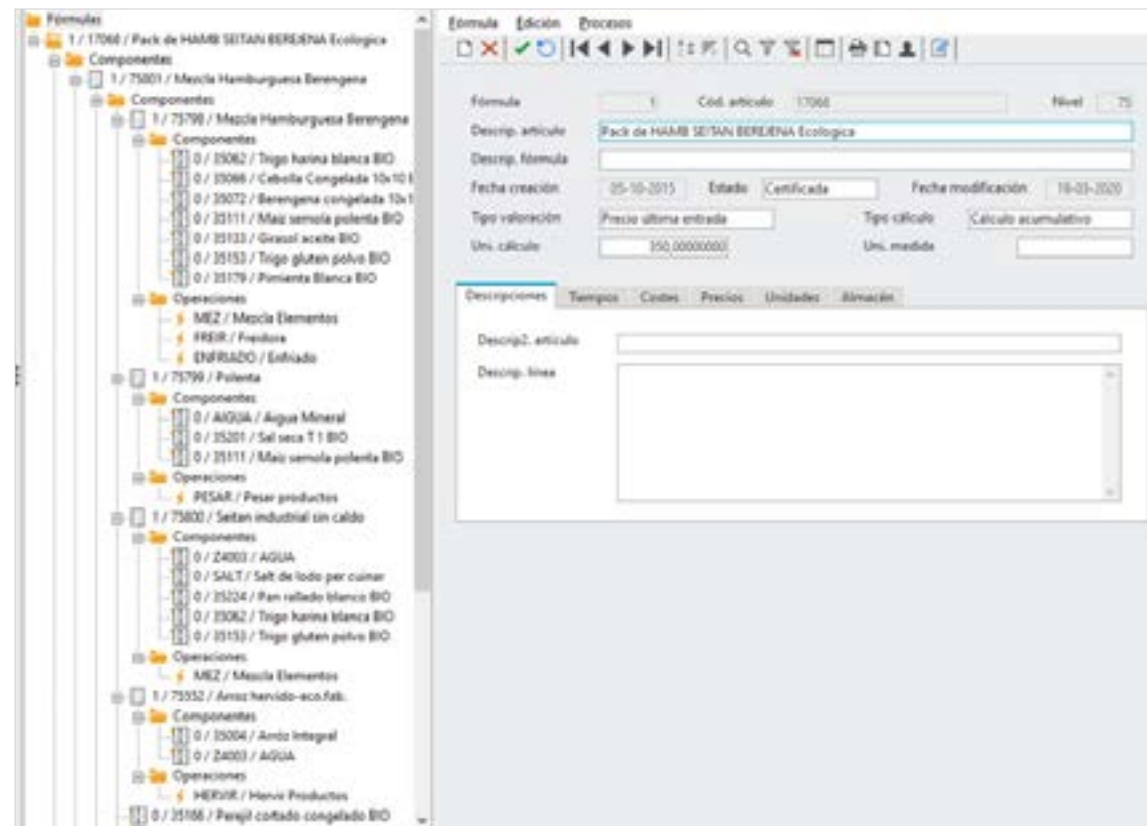 Fórmulas
1 / 17068 / Pack de HAMB SEITAN BEREJENA Ecologica
Componentes
1 / 75801 / Mezcla Hamburguesa Berengena
Componentes
1 / 75798 / Mezcla Hamburguesa Berengena
Componentes
0 / 35062 / Trigo harina blanca BIO
0 / 35066 / Cebolla Congelada 10x10
0 / 35072 / Berengena congelada
0 / 35111 / Maiz semola polenta BIO
0 / 35133 / Girasol aceite BIO
0 / 35153 / Trigo gluten polvo BIO
0 / 35179 / Pimienta Blanca BIO
Operaciones
MEZ / Mezcla Elementos
FREIR / Freidora
ENFRIADO / Enfriado
1 / 75799 / Polenta
Componentes
0 / AIGUA / Aigua Mineral
0 / 35201 / Sal seca T 1 BIO
0 / 35111 / Maiz semola polenta BIO
Operaciones
PESAR / Pesar productos
1 / 75800 / Seitan industrial sin caldo
Componentes
0 / Z4003 / AGUA
0 / SALT / Salt de lodo per cuinar
0 / 35224 / Pan rallado blanco BIO
0 / 35062 / Trigo harina blanca BIO
0 / 35153 / Trigo gluten polvo BIO
Operaciones
MEZ / Mezcla Elementos
1 / 75552 / Arroz hervido-eco.fab.
Componentes
0 / 35004 / Arróz Integral
0 / Z4003 / AGUA
Operaciones
HERVIR / Hervir Productos
0 / 35166 / Perejil cortado congelado BIO
Fórmula Edición Procesos
Fórmula 1 Cód. artículo 17068 Nivel 75
Descrip. artículo Pack de HAMB SEITAN BEREJENA Ecologica
Descrip. fórmula
Fecha creación 05-10-2015 Estado Certificada Fecha modificación 16-03-2020
Tipo valoración Precio última entrada Tipo cálculo Cálculo acumulativo
Uni. cálculo 350,00000000 Uni. medida
Descripciones Tiempos Costes Precios Unidades Almacén
Descrip2. artículo
Descrip. línea